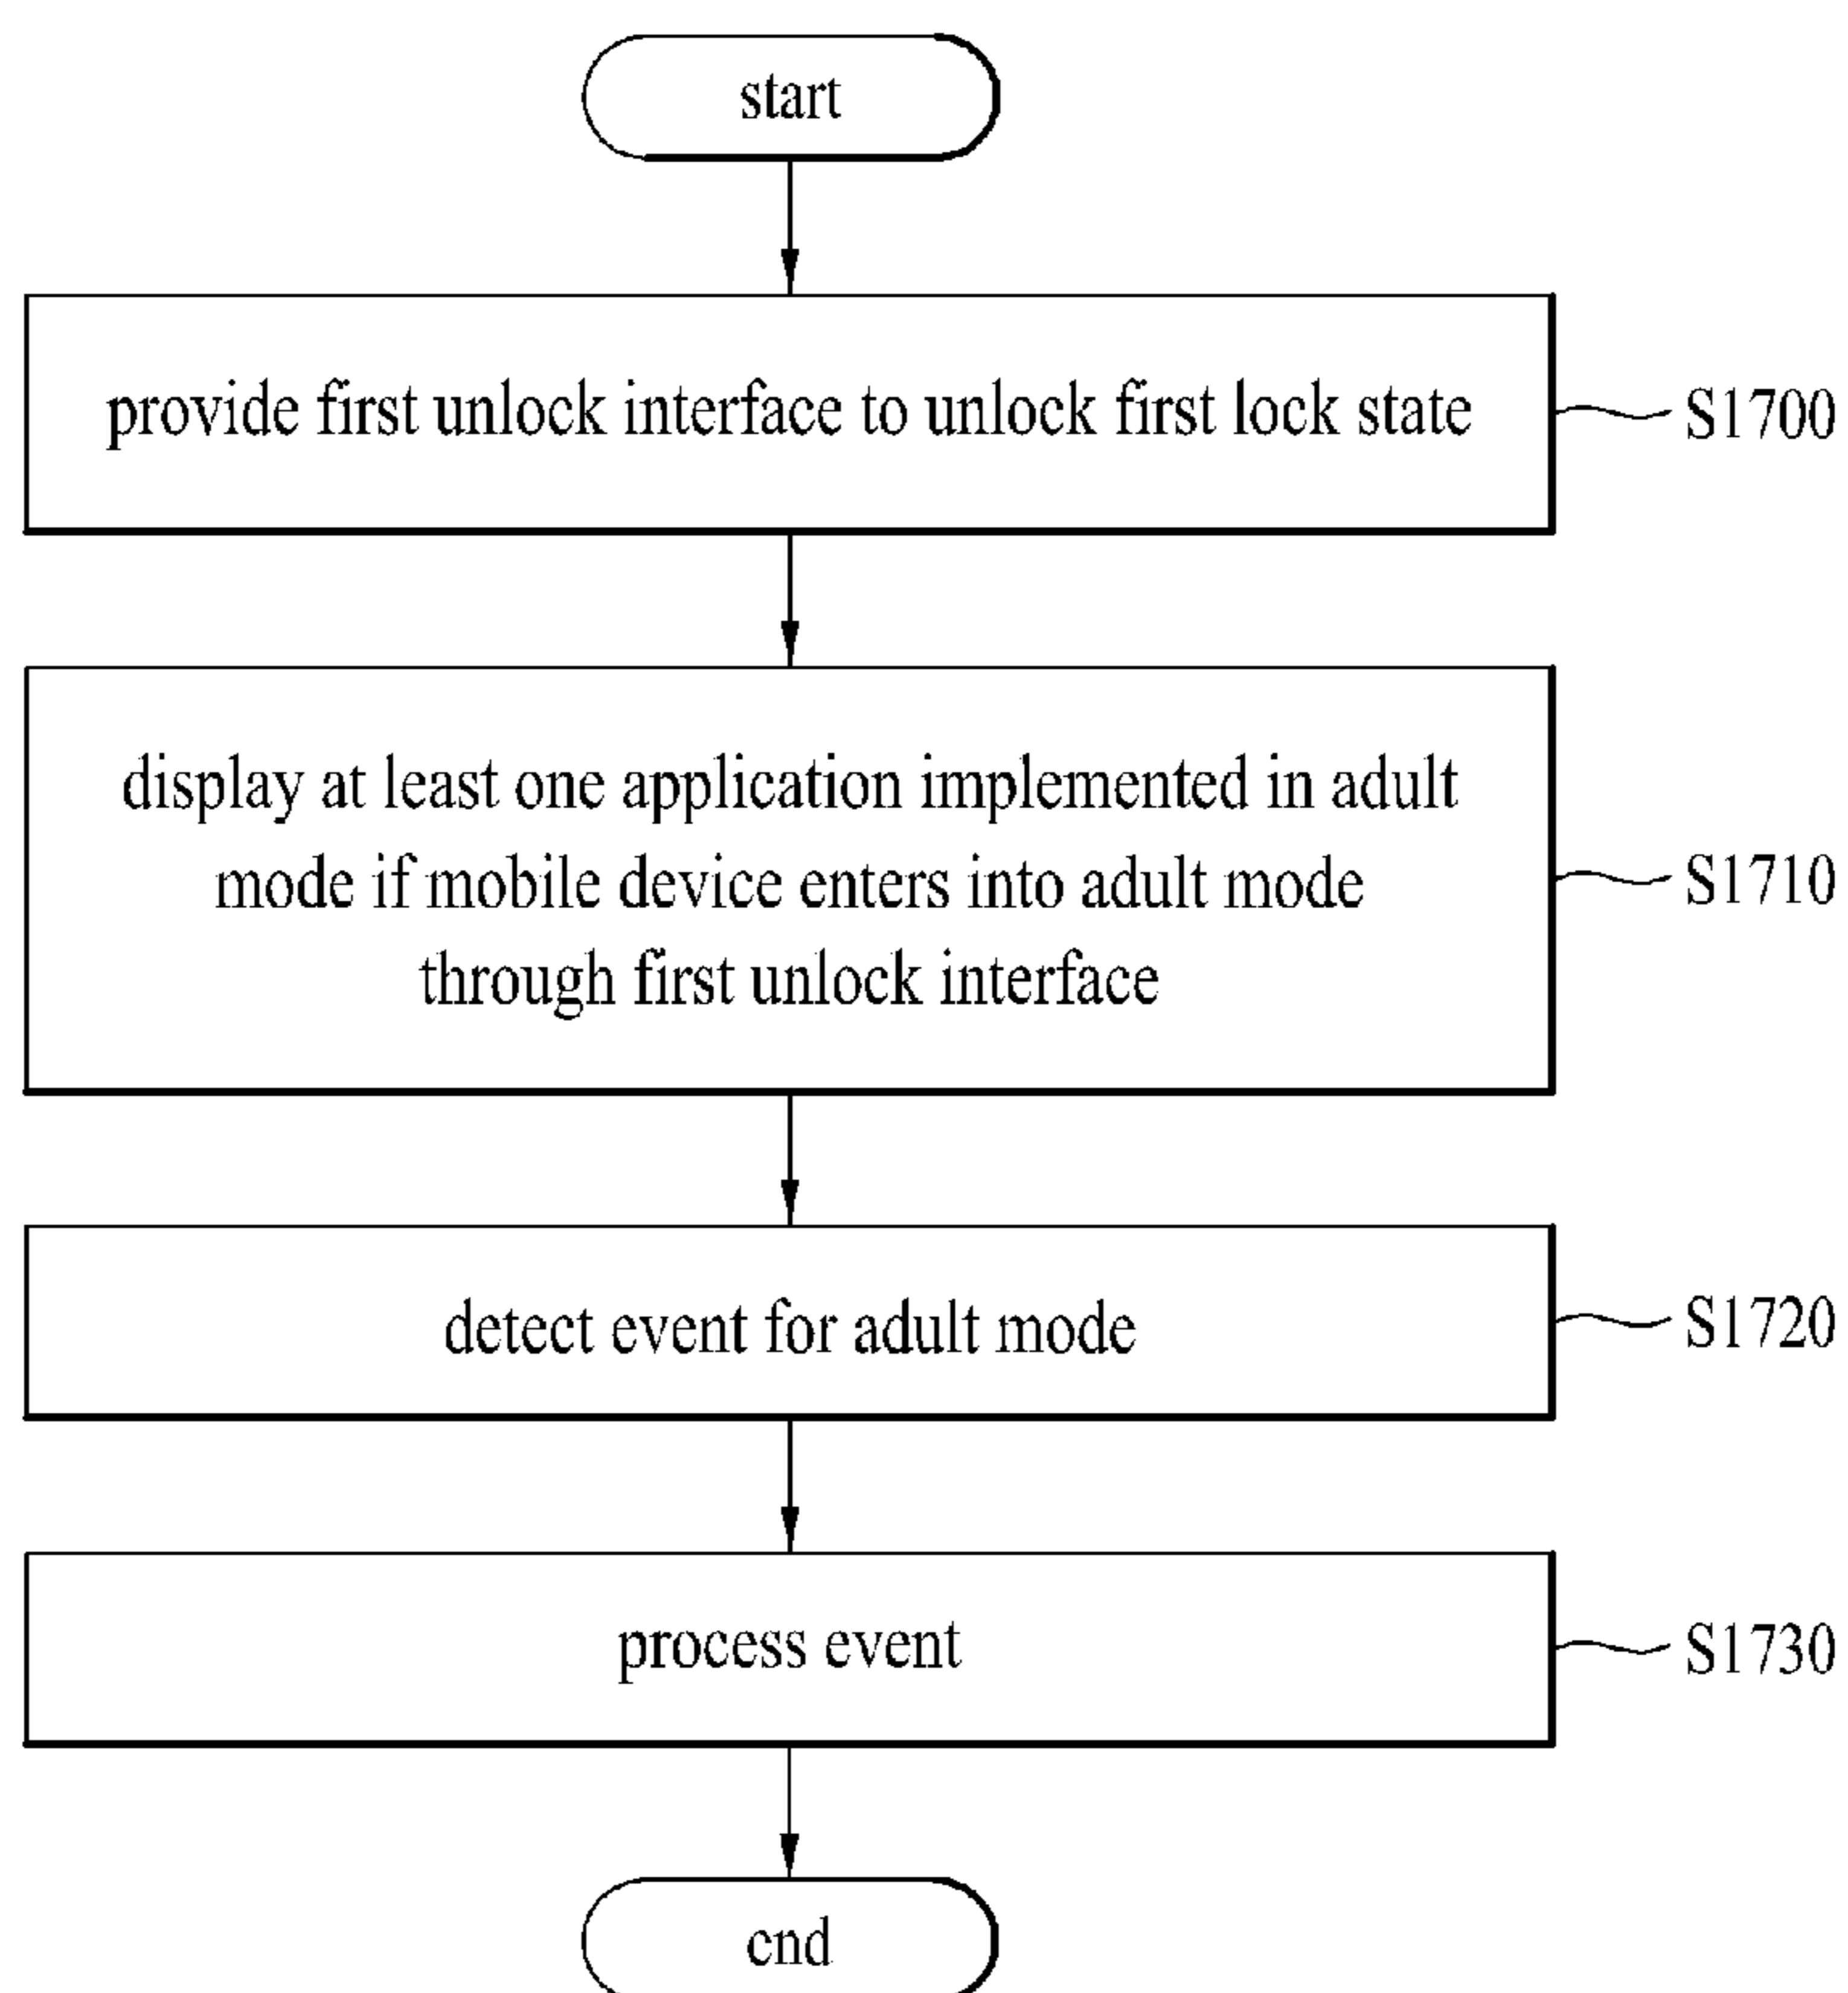 start
provide first unlock interface to unlock first lock state
S1700
display at least one application implemented in adult
mode if mobile device enters into adult mode
through first unlock interface
S1710
detect event for adult mode
S1720
process event
S1730
end